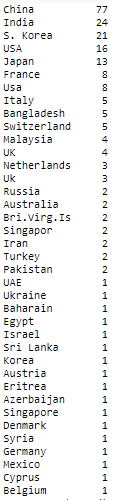 China 77
India 24
S. Korea 21
USA 16
Japan 13
France 8
Usa 8
Italy 5
Bangladesh 5
Switzerland 5
Malaysia 4
UK 4
Netherlands 3
Uk 3
Russia 2
Australia 2
Bri.Virg.Is 2
Singapor 2
Iran 2
Turkey 2
Pakistan 2
UAE 1
Ukraine 1
Baharain 1
Egypt 1
Israel 1
Sri Lanka 1
Korea 1
Austria 1
Eritrea 1
Azerbaijan 1
Singapore 1
Denmark 1
Syria 1
Germany 1
Mexico 1
Cyprus 1
Belgium 1